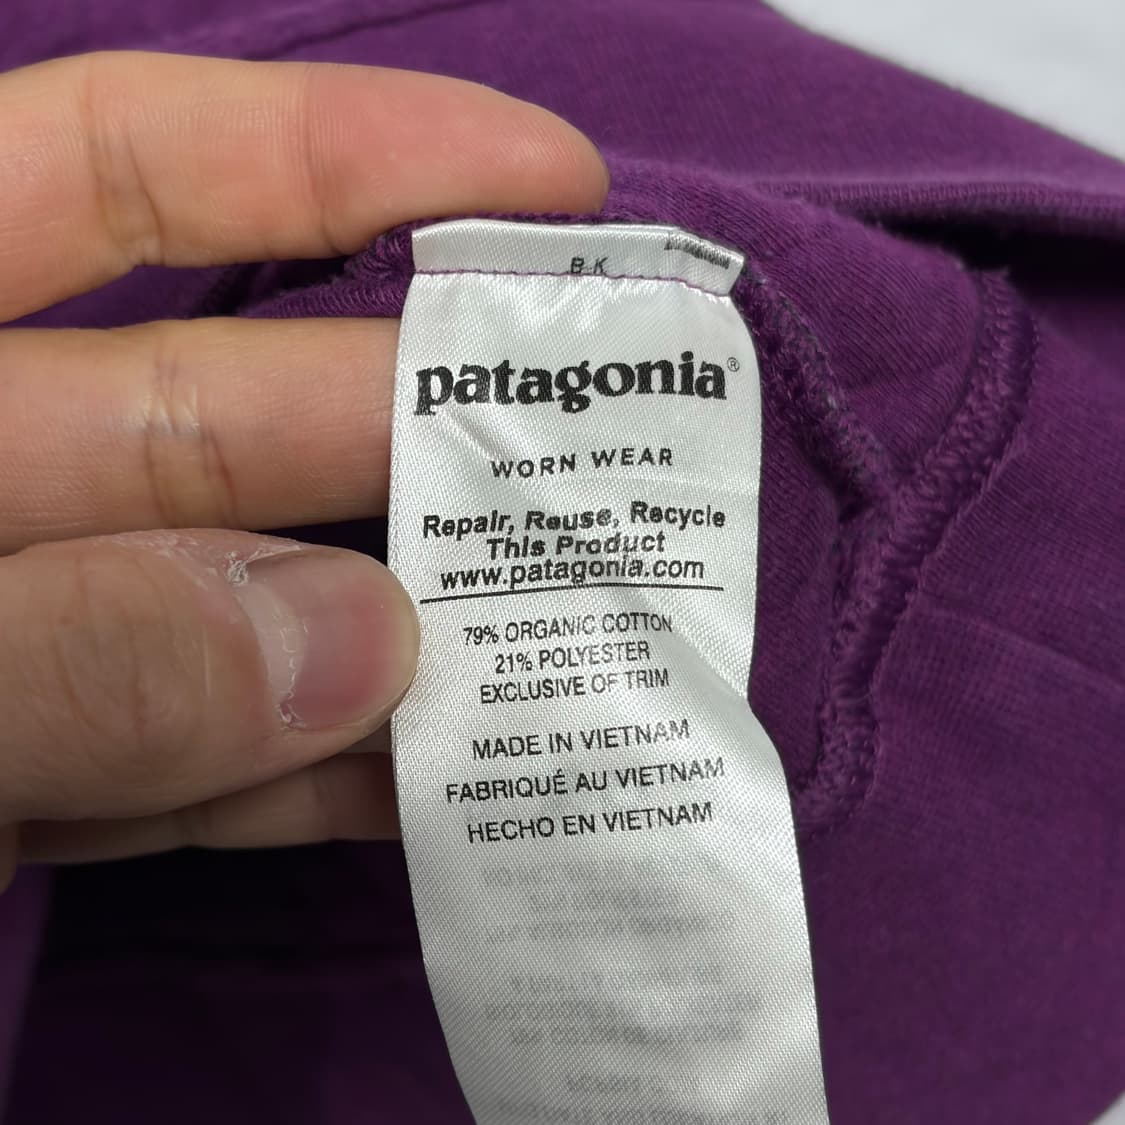 B-K
patagonia®
WORN WEAR
Repair, Reuse, Recycle
This Product
www.patagonia.com
79% ORGANIC COTTON
21% POLYESTER
EXCLUSIVE OF TRIM
MADE IN VIETNAM
FABRIQUÉ AU VIETNAM
HECHO EN VIETNAM